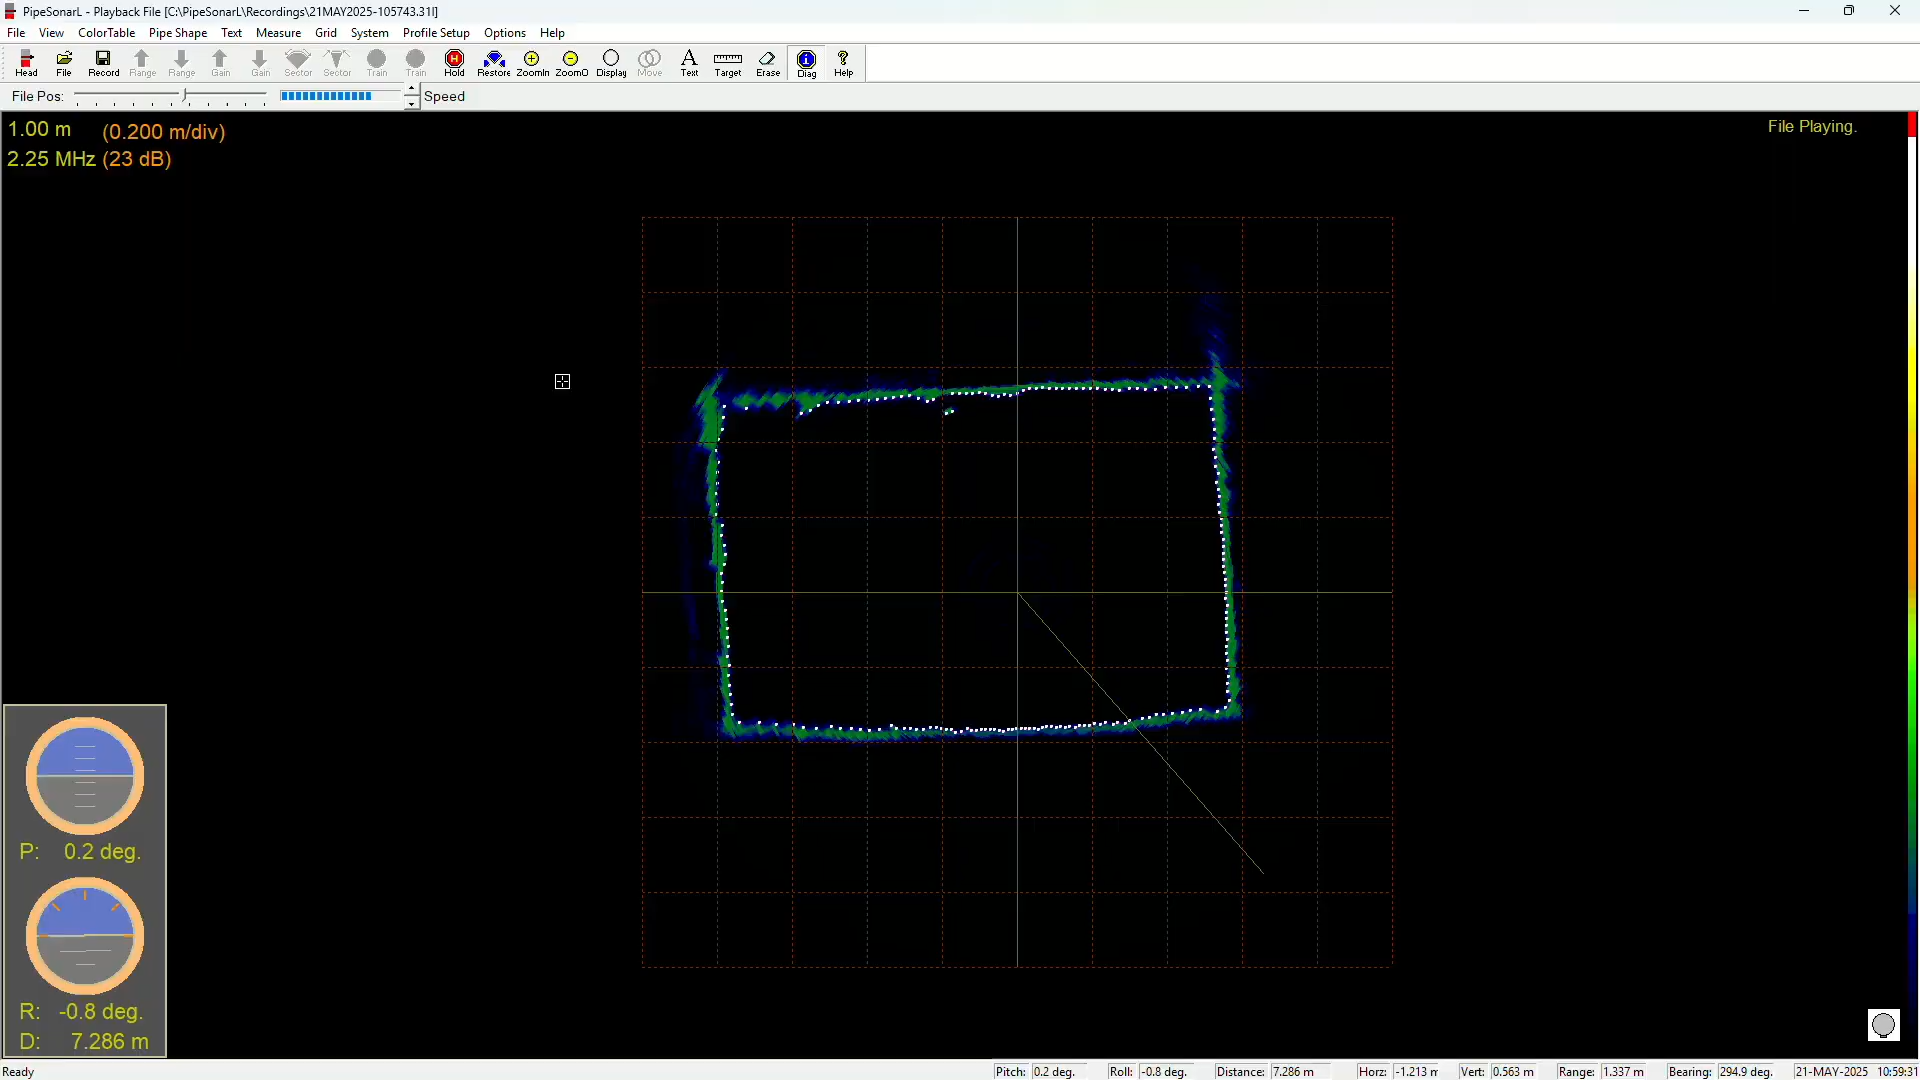 PipeSonarL - Playback File [C:\PipeSonarL\Recordings\21MAY2025-105743.31l]
File View ColorTable Pipe Shape Text Measure Grid System Profile Setup Options Help
Head File Record Range Range Gain Gain Sector Sector Train Train Hold Restore ZoomIn ZoomO Display Move Text Target Erase Diag Help
File Pos: Speed
1.00 m (0.200 m/div) File Playing.
2.25 MHz (23 dB)
P: 0.2 deg.
R: -0.8 deg.
D: 7.286 m
Ready Pitch: 0.2 deg. Roll: -0.8 deg. Distance: 7.286 m Horz: -1.213 m Vert: 0.563 m Range: 1.337 m Bearing: 294.9 deg. 21-MAY-2025 10:59:31